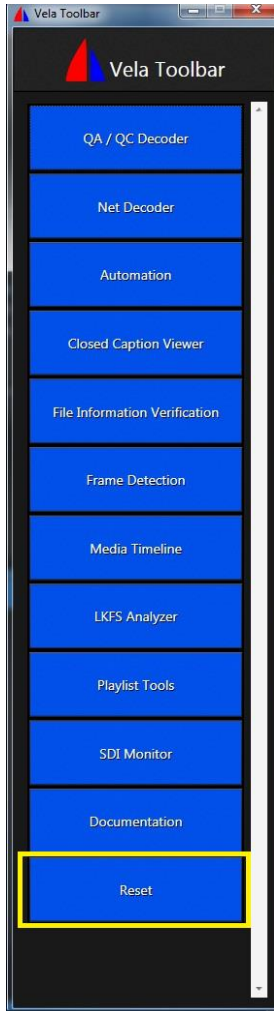 Vela Toolbar
Vela Toolbar
QA / QC Decoder
Net Decoder
Automation
Closed Caption Viewer
File Information Verification
Frame Detection
Media Timeline
LKFS Analyzer
Playlist Tools
SDI Monitor
Documentation
Reset